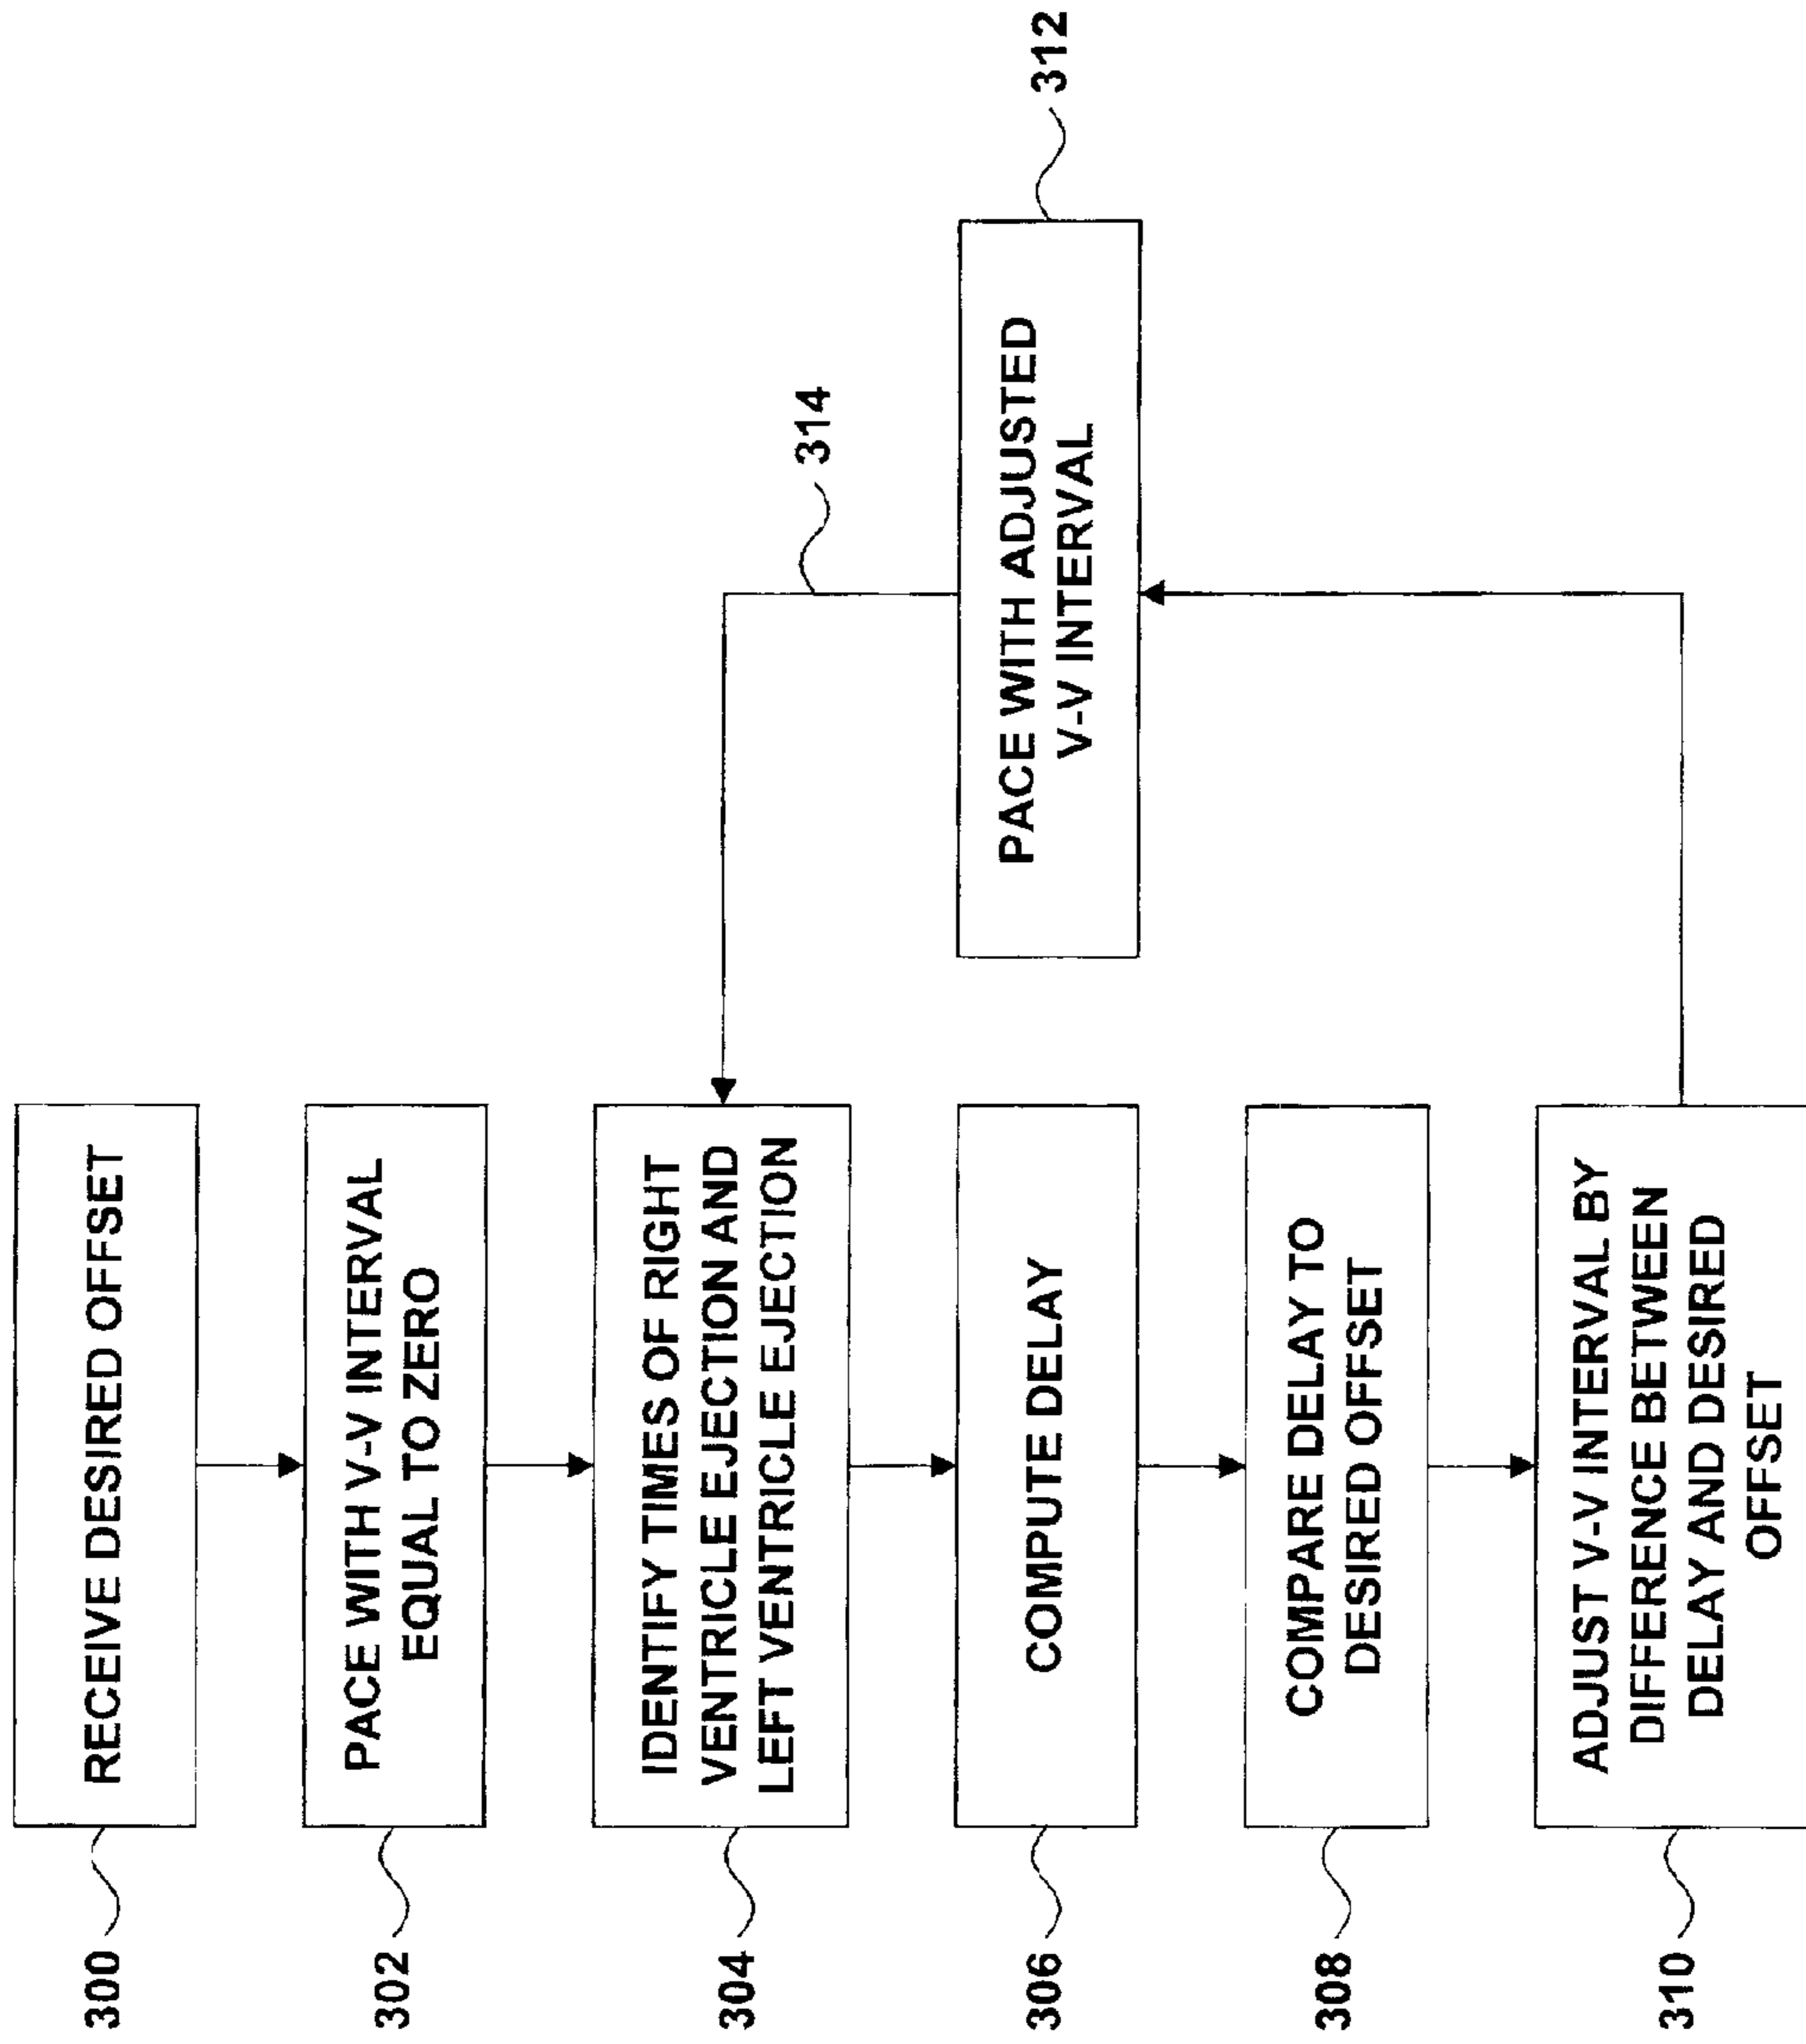 300
RECEIVE DESIRED OFFSET
302
PACE WITH V-V INTERVAL
EQUAL TO ZERO
304
IDENTIFY TIMES OF RIGHT
VENTRICLE EJECTION AND
LEFT VENTRICLE EJECTION
306
COMPUTE DELAY
308
COMPARE DELAY TO
DESIRED OFFSET
310
ADJUST V-V INTERVAL BY
DIFFERENCE BETWEEN
DELAY AND DESIRED
OFFSET
314
PACE WITH ADJUSTED
V-V INTERVAL
312